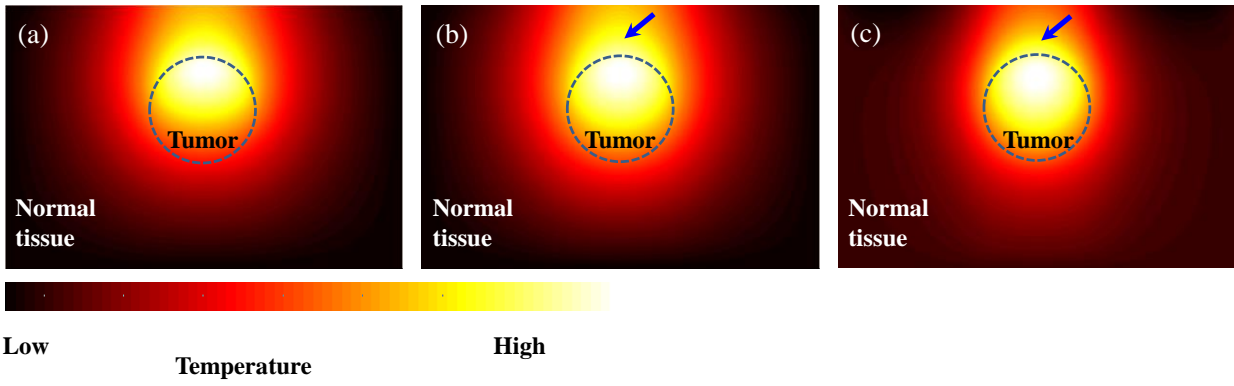 (a)
Tumor
Normal
tissue
(b)
Tumor
Normal
tissue
(c)
Tumor
Normal
tissue
Low
High
Temperature